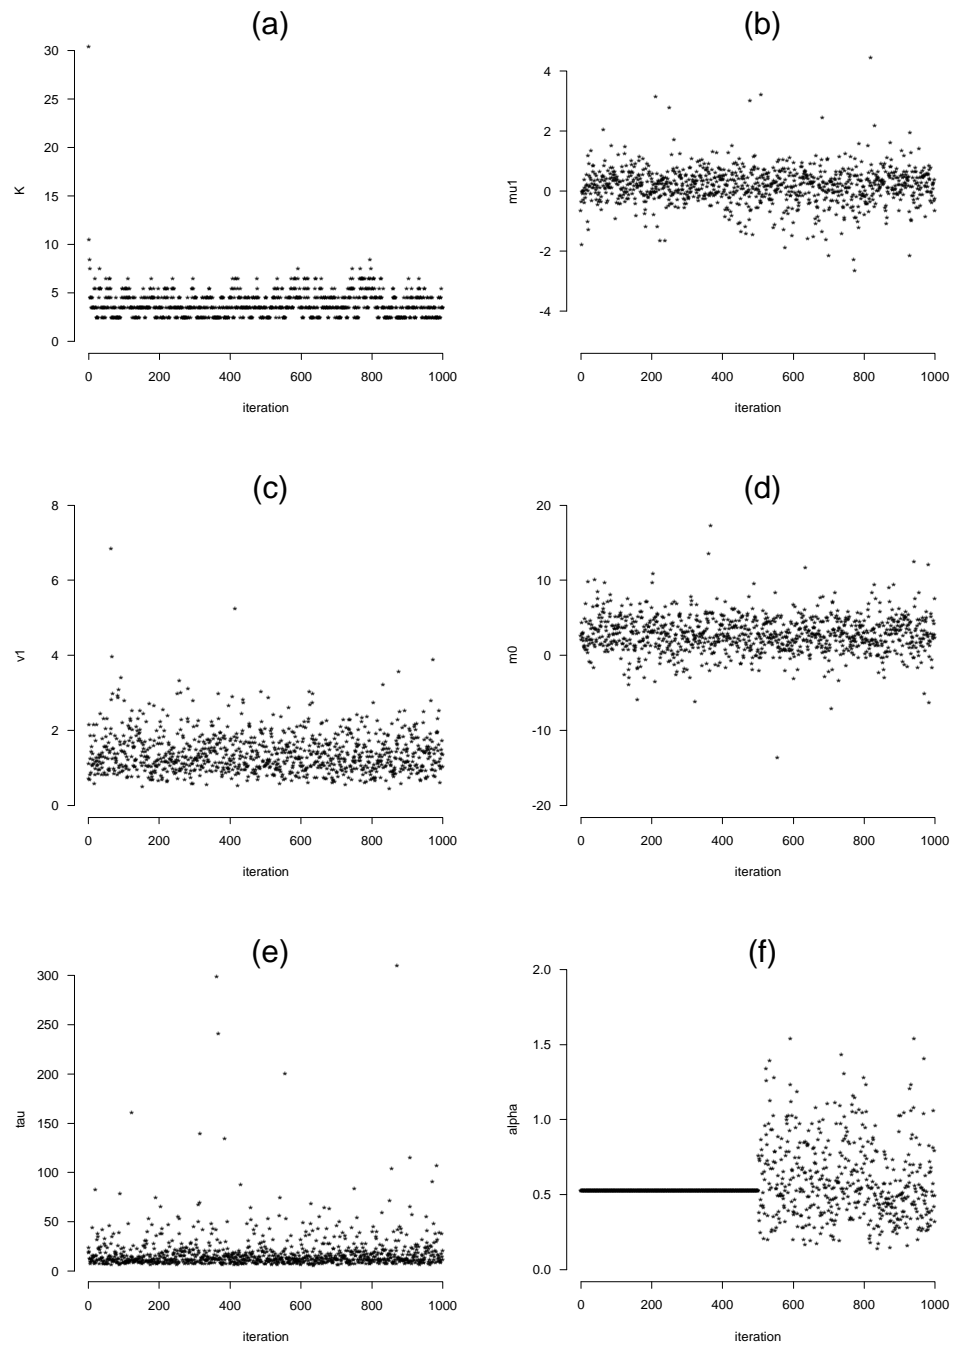 (a)
(b)
30
25
20
15
10
5
0
K
0 200 400 600 800 1000
iteration
4
2
0
-2
-4
mu1
0 200 400 600 800 1000
iteration
(c)
(d)
8
6
4
2
0
v1
0 200 400 600 800 1000
iteration
20
10
0
-10
-20
m0
0 200 400 600 800 1000
iteration
(e)
(f)
300
250
200
150
100
50
0
tau
0 200 400 600 800 1000
iteration
2.0
1.5
1.0
0.5
0.0
alpha
0 200 400 600 800 1000
iteration